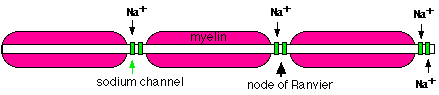 Na+ Na+ Na+
myelin
sodium channel node of Ranvier Na+